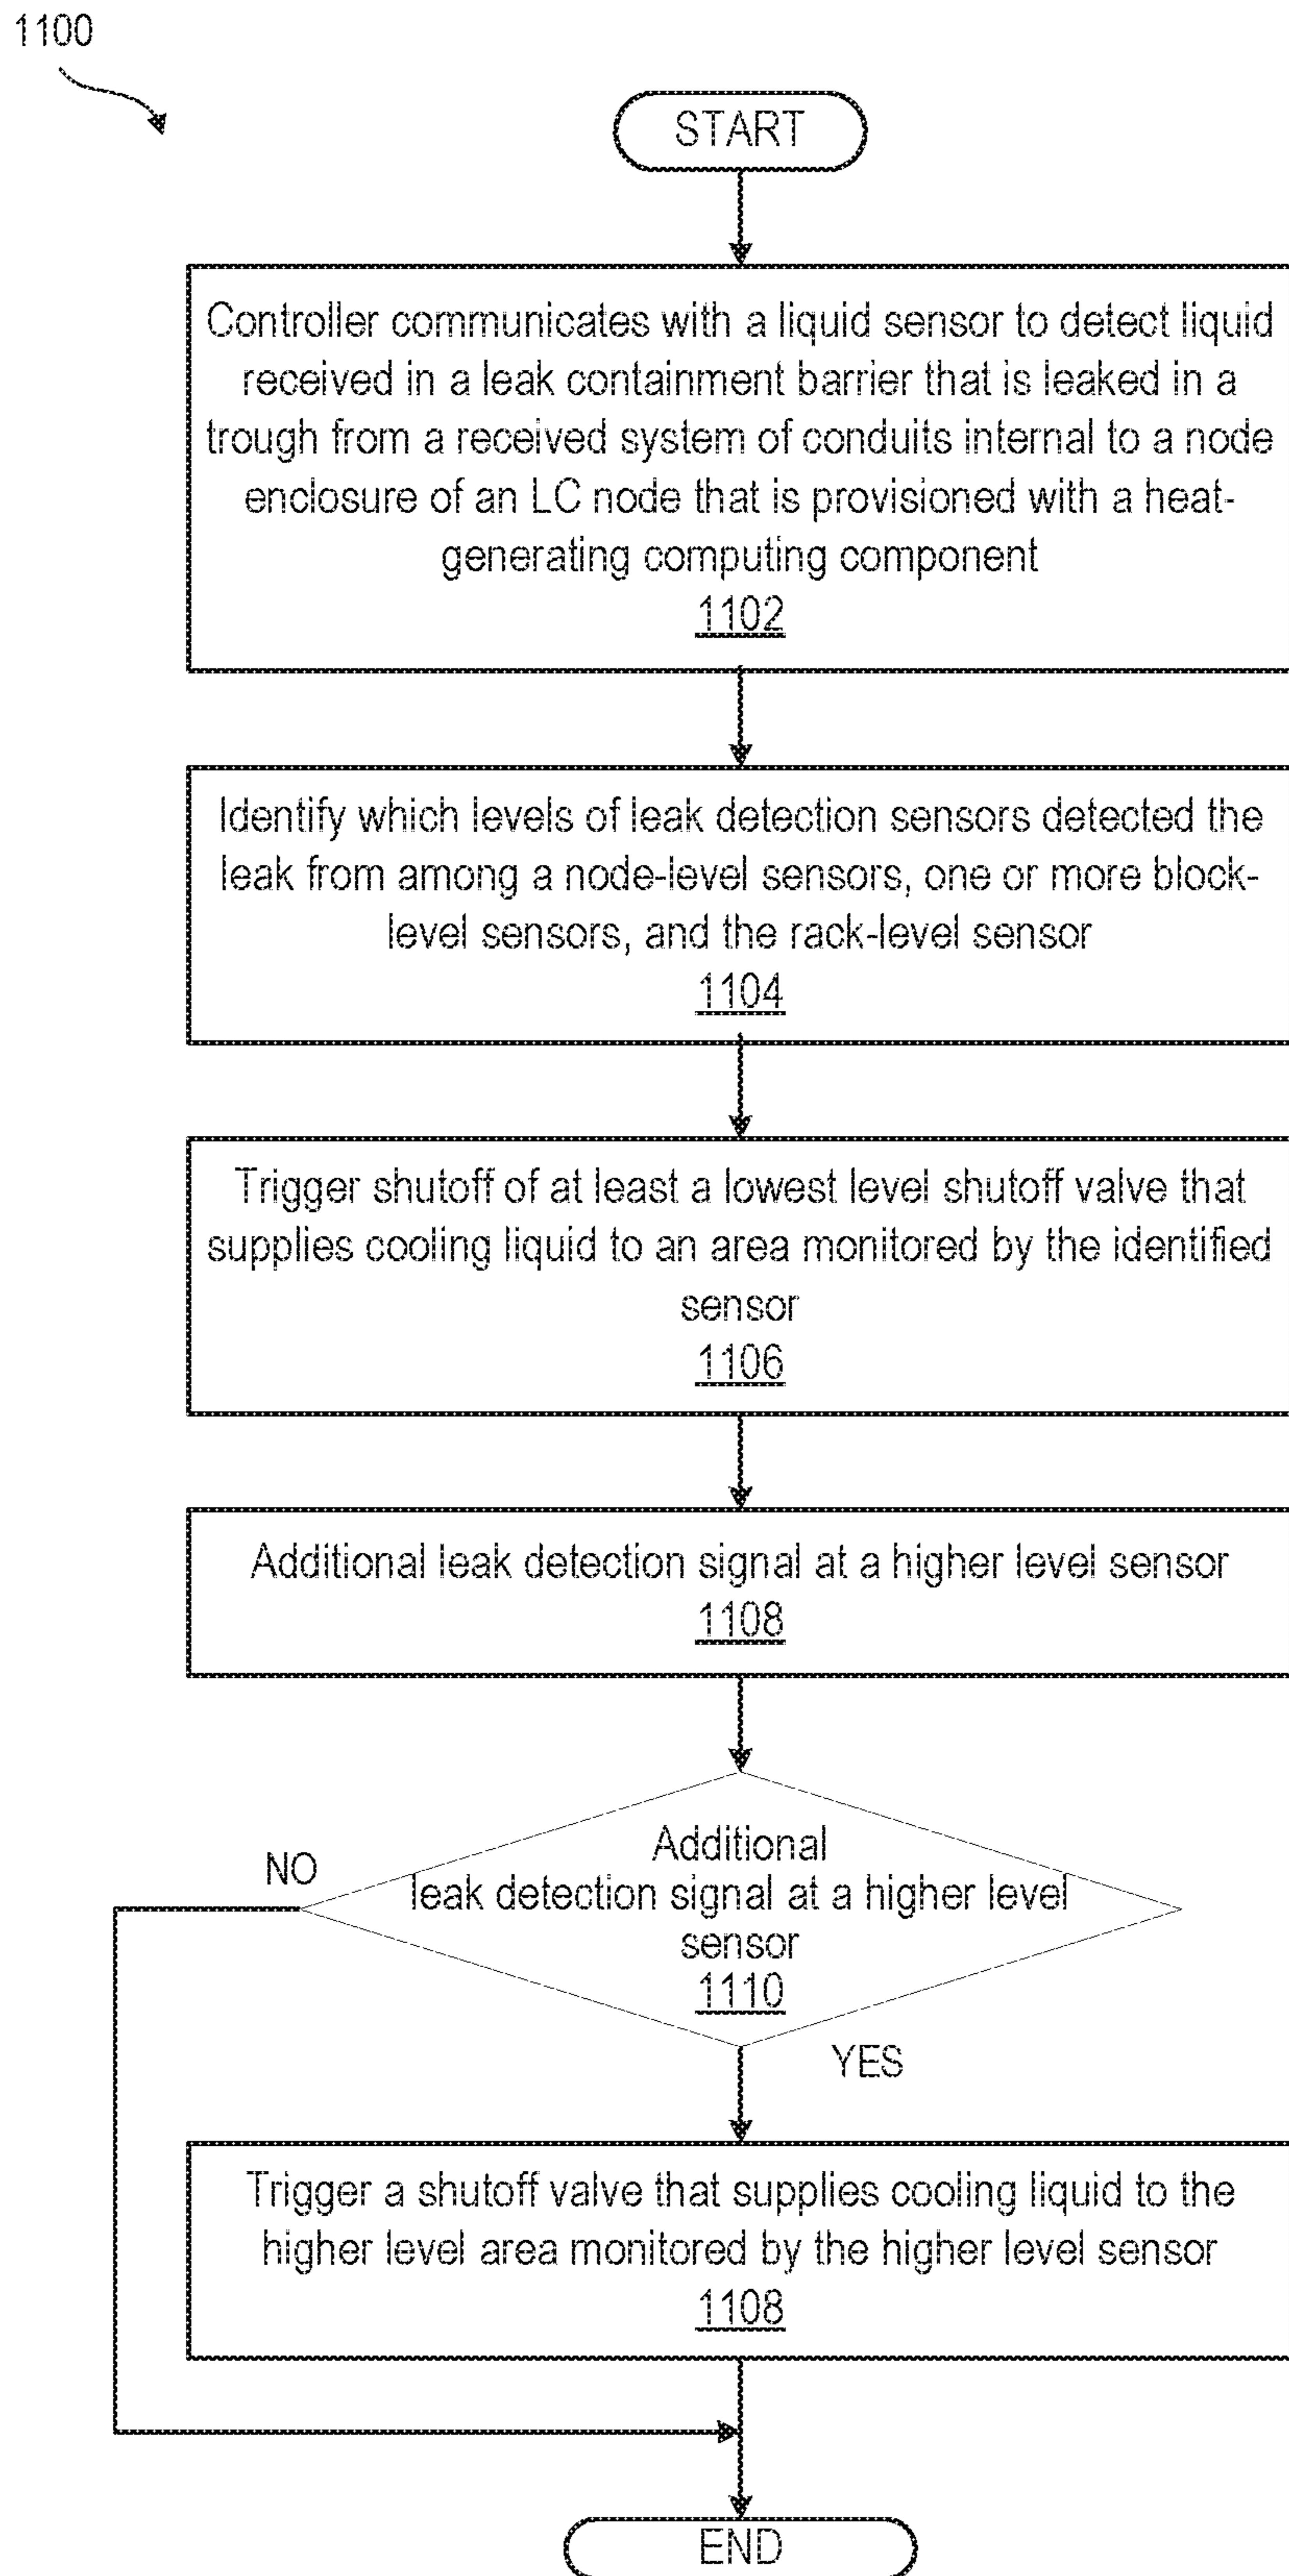 1100
START
Controller communicates with a liquid sensor to detect liquid
received in a leak containment barrier that is leaked in a
trough from a received system of conduits internal to a node
enclosure of an LC node that is provisioned with a heat-
generating computing component
1102
Identify which levels of leak detection sensors detected the
leak from among a node-level sensors, one or more block-
level sensors, and the rack-level sensor
1104
Trigger shutoff of at least a lowest level shutoff valve that
supplies cooling liquid to an area monitored by the identified
sensor
1106
Additional leak detection signal at a higher level sensor
1108
Additional
leak detection signal at a higher level
sensor
1110
NO
YES
Trigger a shutoff valve that supplies cooling liquid to the
higher level area monitored by the higher level sensor
1108
END